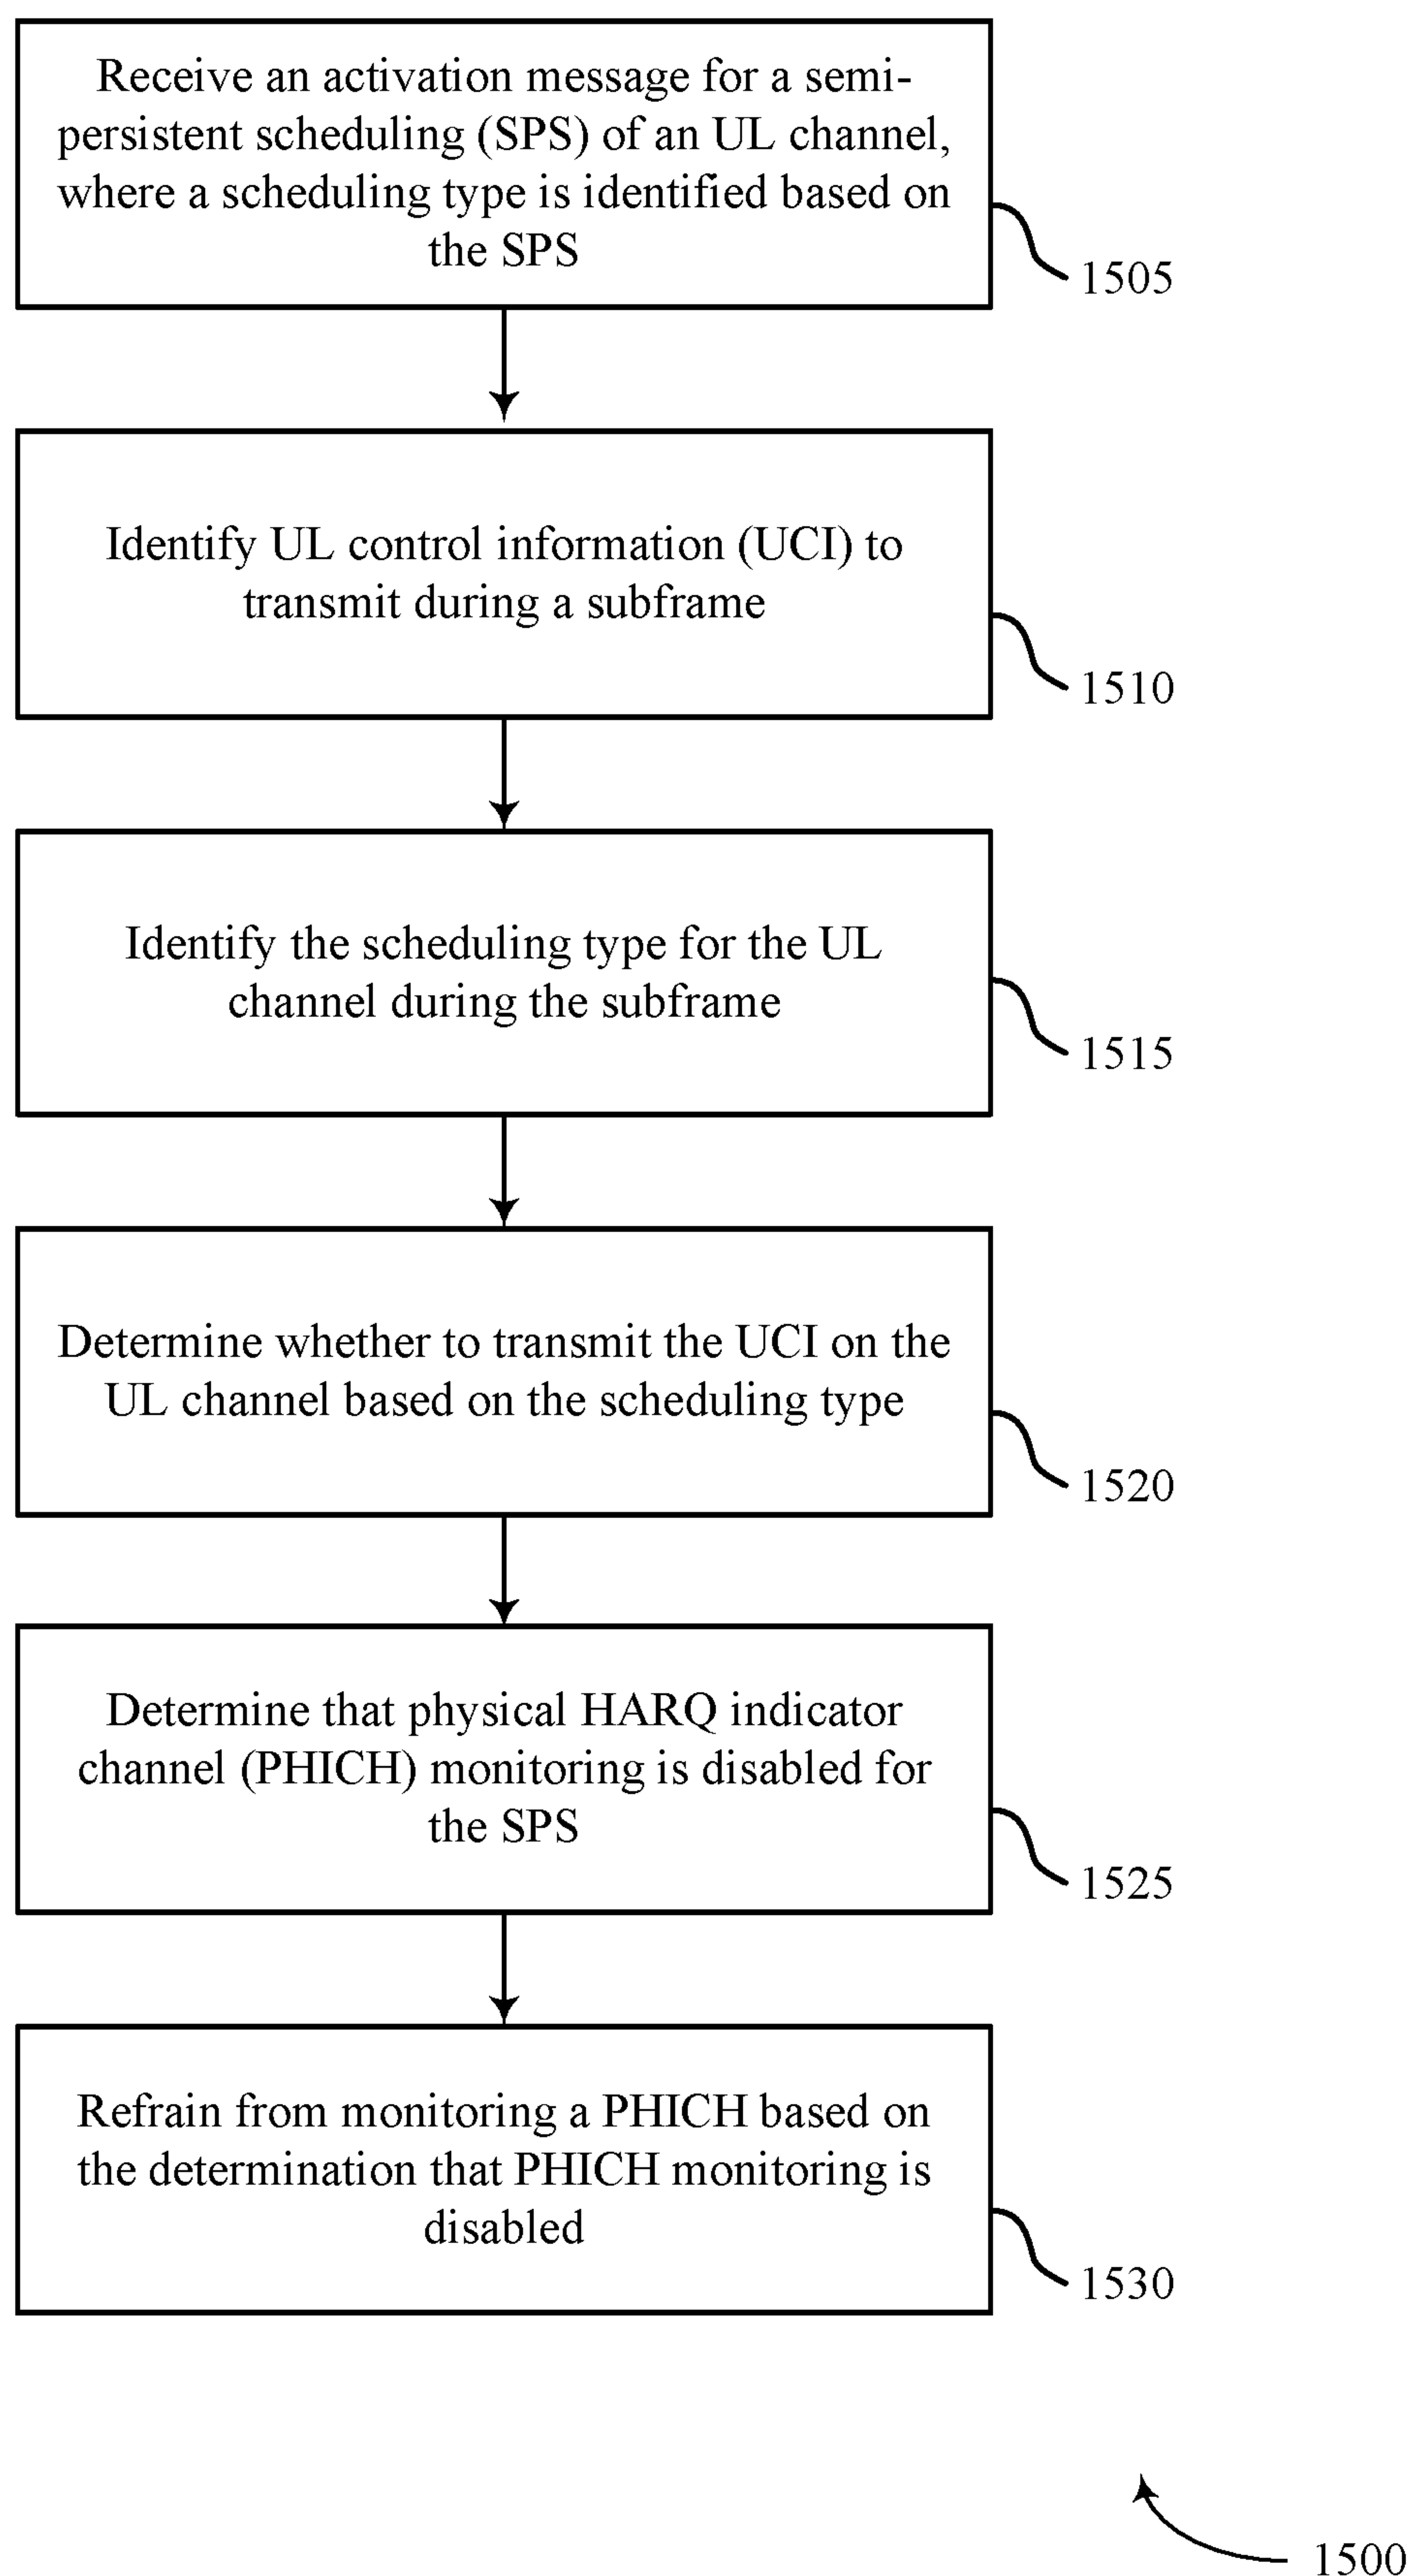 Receive an activation message for a semi-
persistent scheduling (SPS) of an UL channel,
where a scheduling type is identified based on
the SPS
1505
Identify UL control information (UCI) to
transmit during a subframe
1510
Identify the scheduling type for the UL
channel during the subframe
1515
Determine whether to transmit the UCI on the
UL channel based on the scheduling type
1520
Determine that physical HARQ indicator
channel (PHICH) monitoring is disabled for
the SPS
1525
Refrain from monitoring a PHICH based on
the determination that PHICH monitoring is
disabled
1530
1500